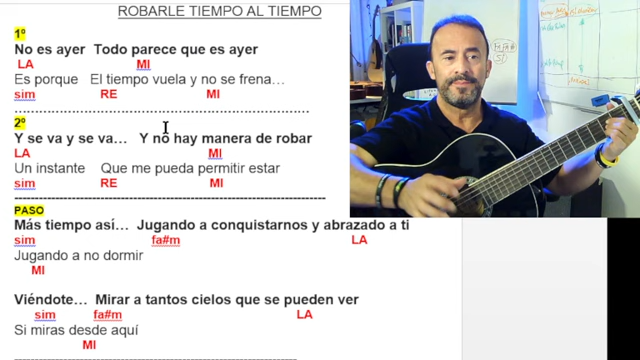 ROBARLE TIEMPO AL TIEMPO
1º
No es ayer Todo parece que es ayer
LA MI
Es porque El tiempo vuela y no se frena…
sim RE MI
2º
Y se va y se va… Y no hay manera de robar
LA MI
Un instante Que me pueda permitir estar
sim RE MI
PASO
Más tiempo así… Jugando a conquistarnos y abrazado a ti
sim fa#m LA
Jugando a no dormir
MI
Viéndote… Mirar a tantos cielos que se pueden ver
sim fa#m LA
Si miras desde aquí
MI